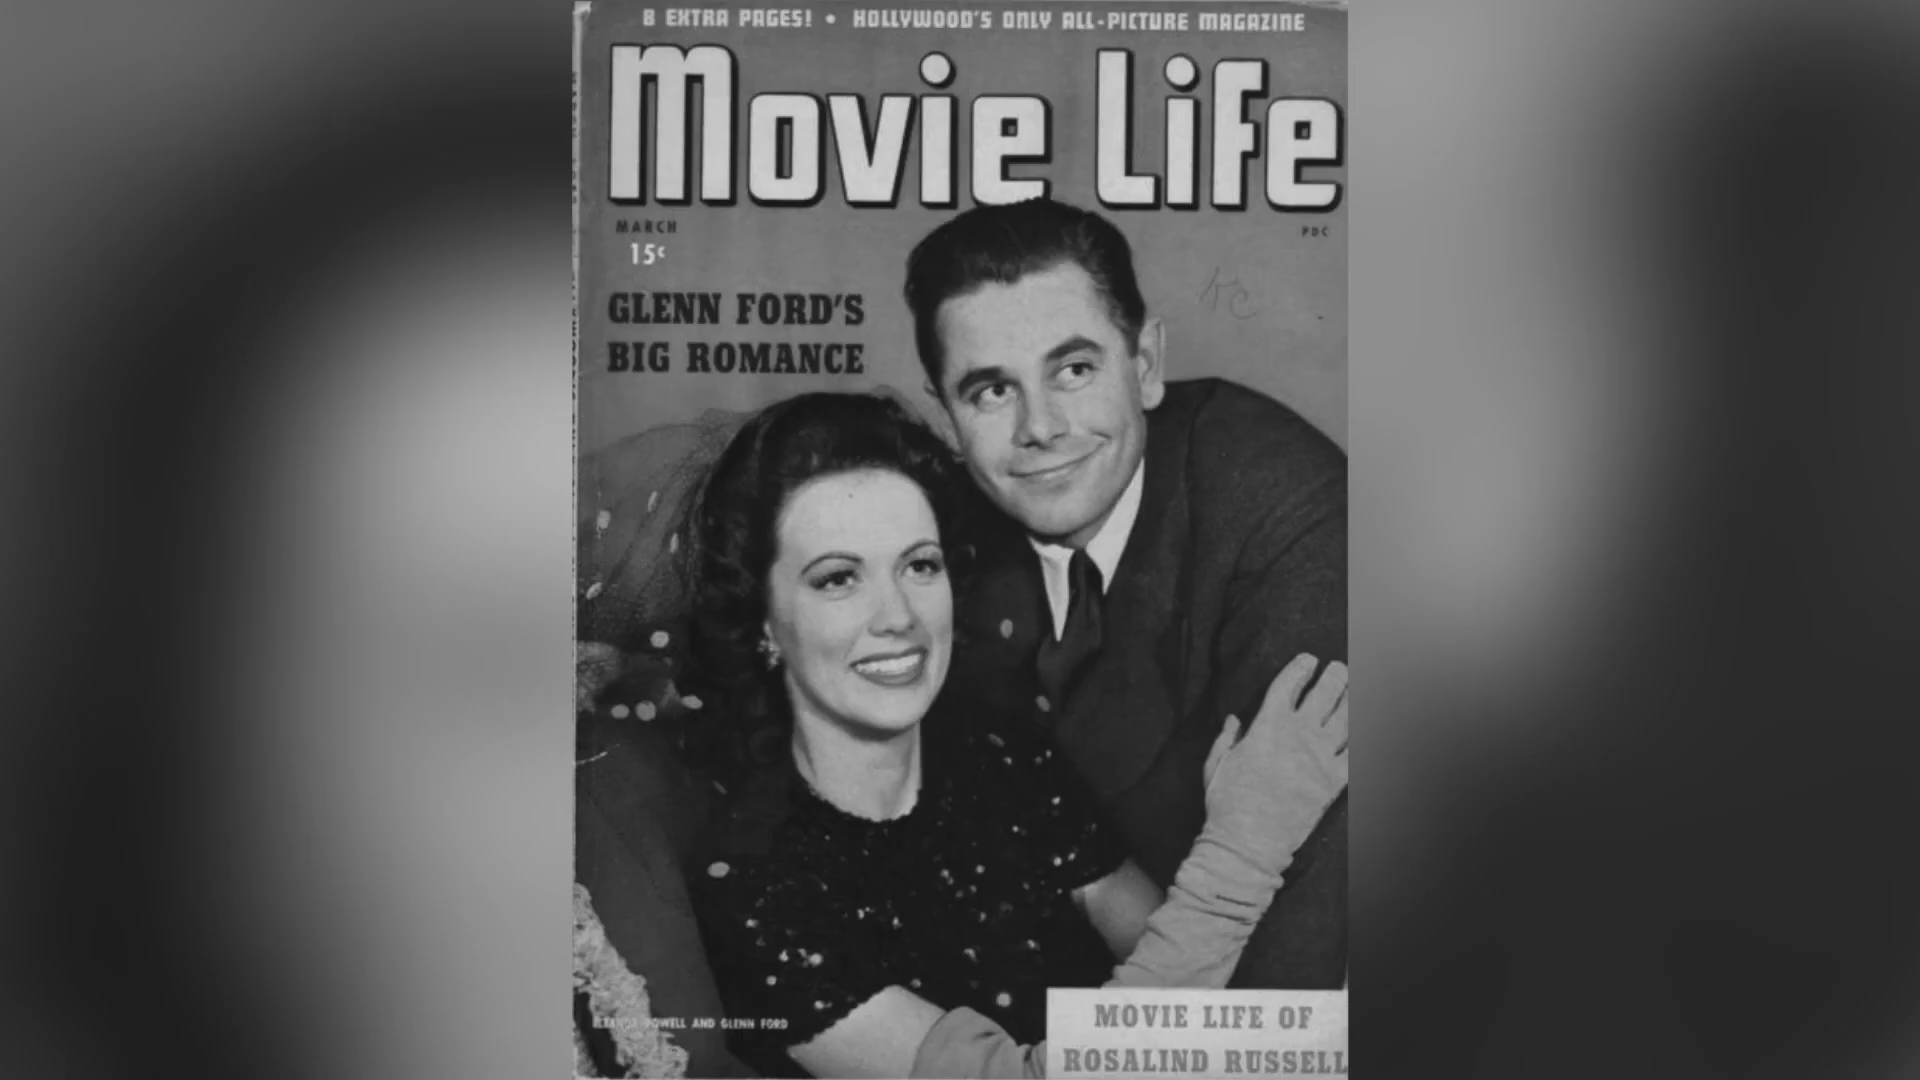 8 EXTRA PAGES! • HOLLYWOOD'S ONLY ALL-PICTURE MAGAZINE
Movie Life
MARCH
15¢
PDC
KC
GLENN FORD'S
BIG ROMANCE
POWELL AND GLENN FORD
MOVIE LIFE OF
ROSALIND RUSSELL